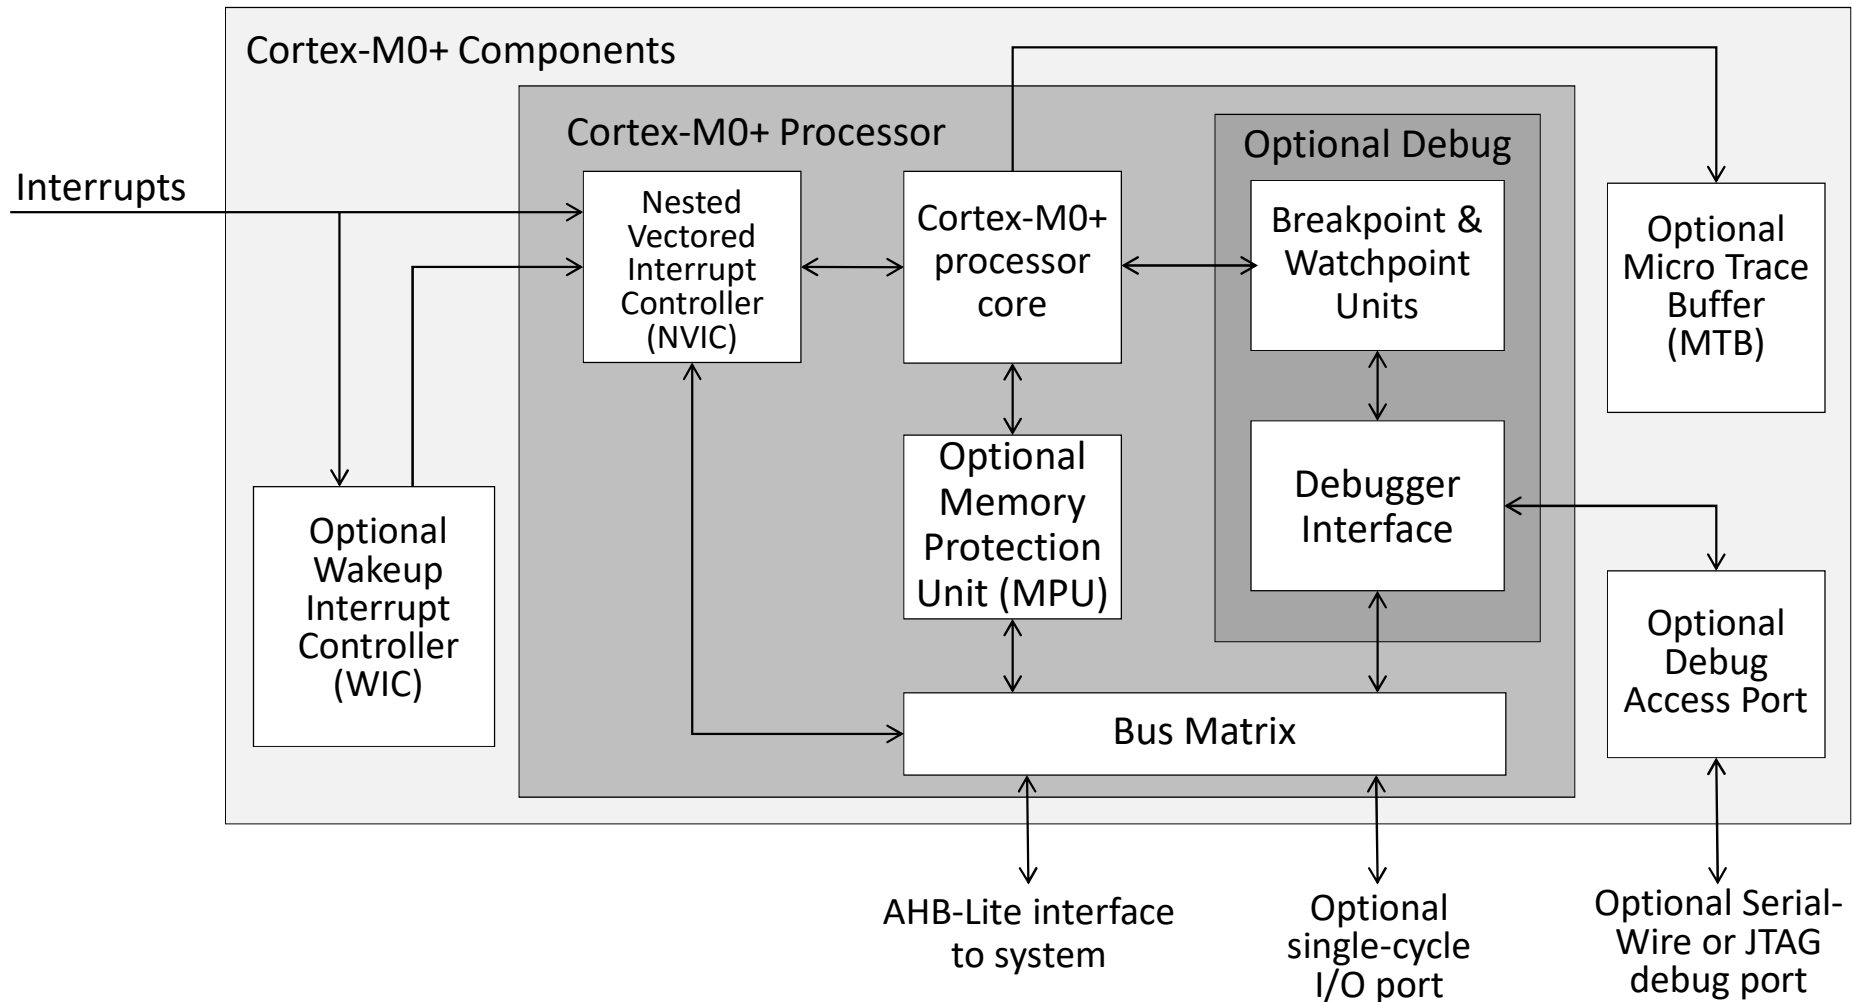 Cortex-M0+ Components
Cortex-M0+ Processor
Optional Debug
Interrupts
Nested
Vectored
Interrupt
Controller
(NVIC)
Cortex-M0+
processor
core
Breakpoint &
Watchpoint
Units
Optional
Micro Trace
Buffer
(MTB)
Optional
Wakeup
Interrupt
Controller
(WIC)
Optional
Memory
Protection
Unit (MPU)
Debugger
Interface
Optional
Debug
Access Port
Bus Matrix
AHB-Lite interface
to system
Optional
single-cycle
I/O port
Optional Serial-
Wire or JTAG
debug port